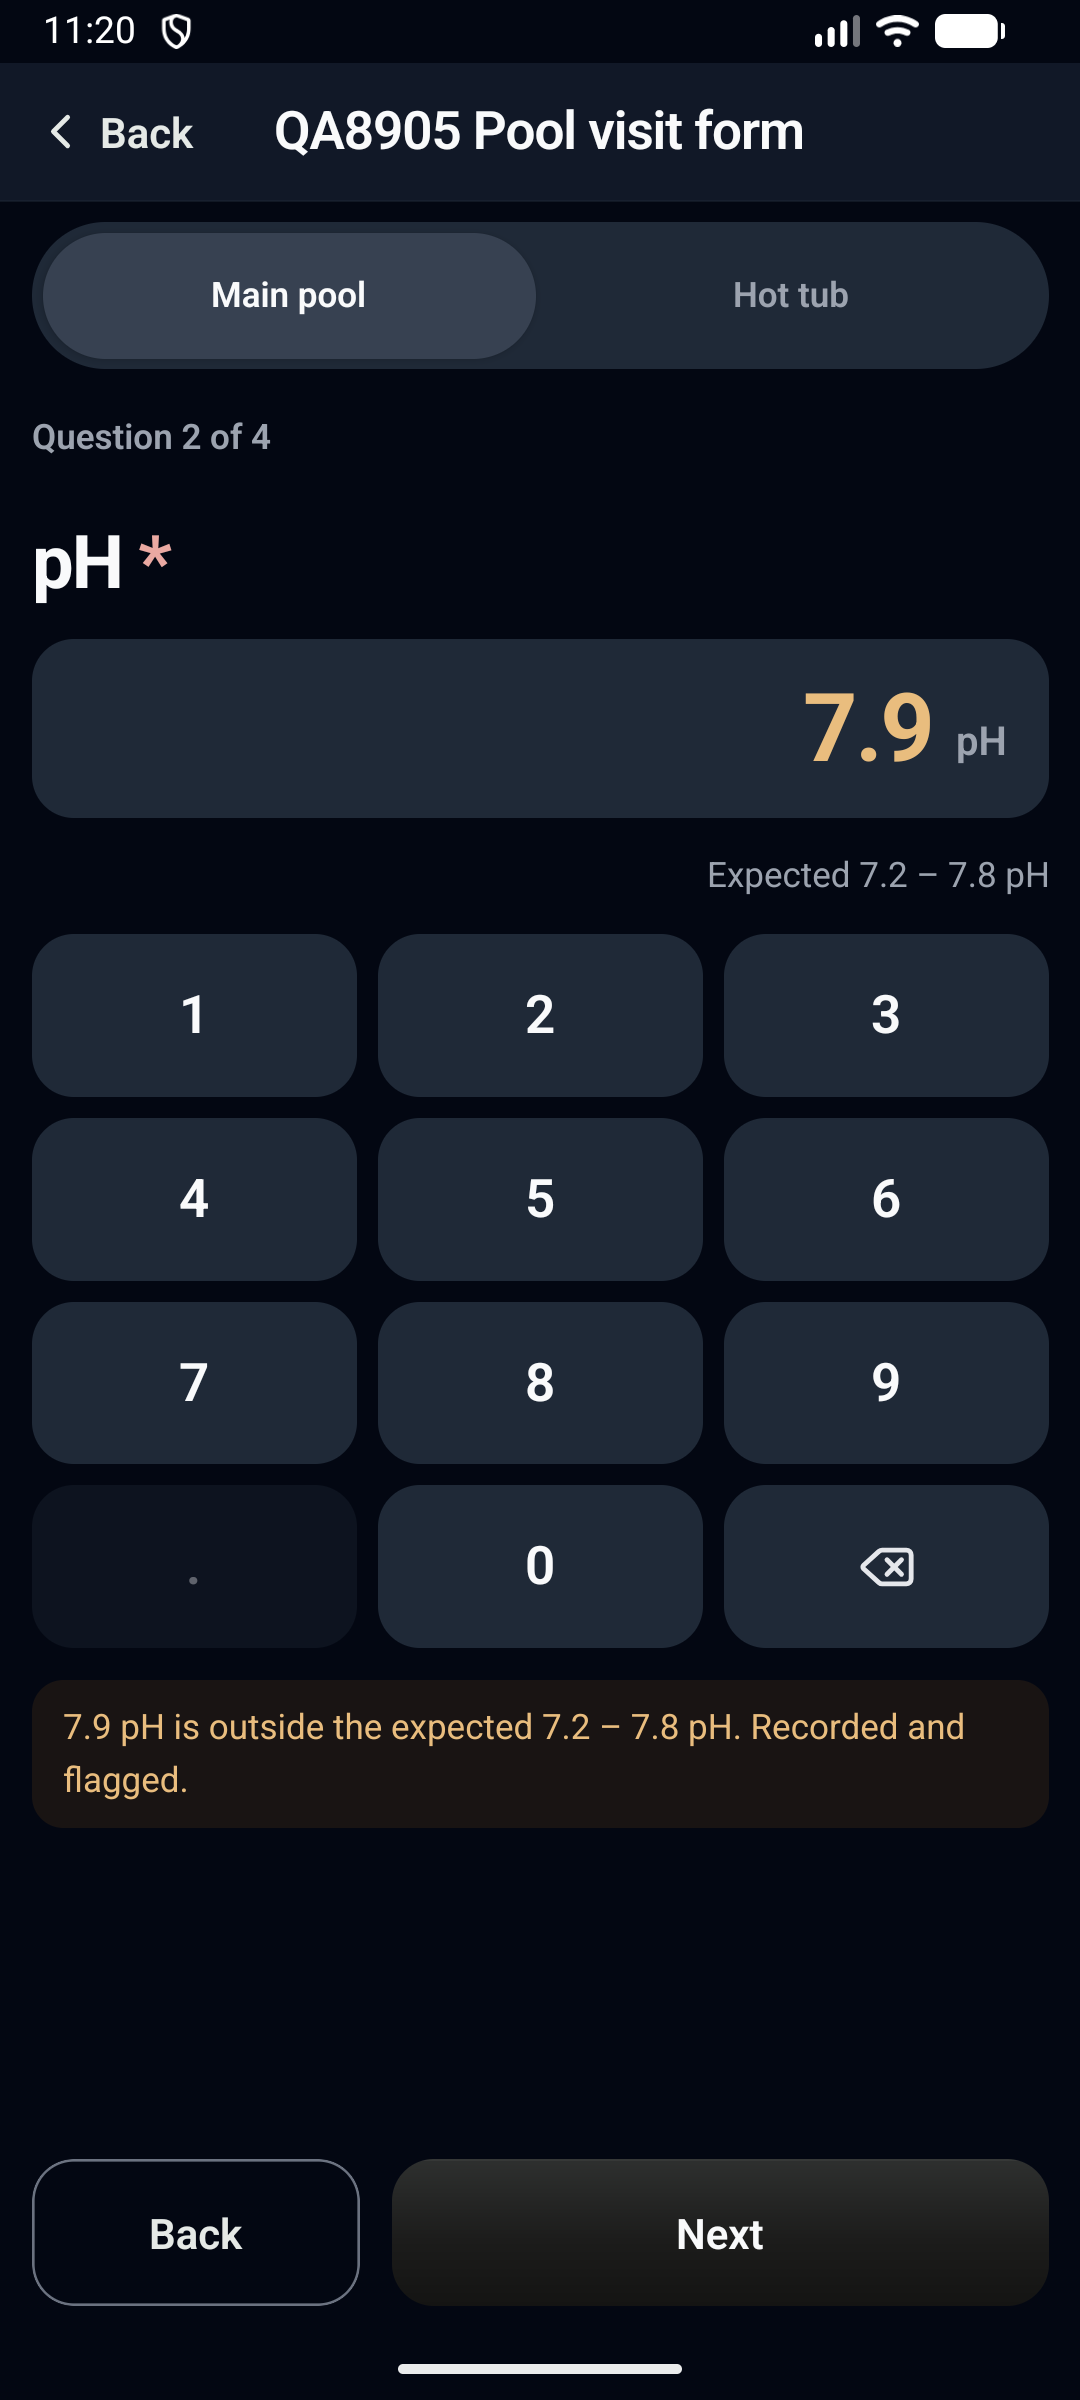 11:20
Back
QA8905 Pool visit form
Main pool
Hot tub
Question 2 of 4
pH *
7.9 pH
Expected 7.2 – 7.8 pH
1 2 3
4 5 6
7 8 9
. 0
7.9 pH is outside the expected 7.2 – 7.8 pH. Recorded and
flagged.
Back
Next